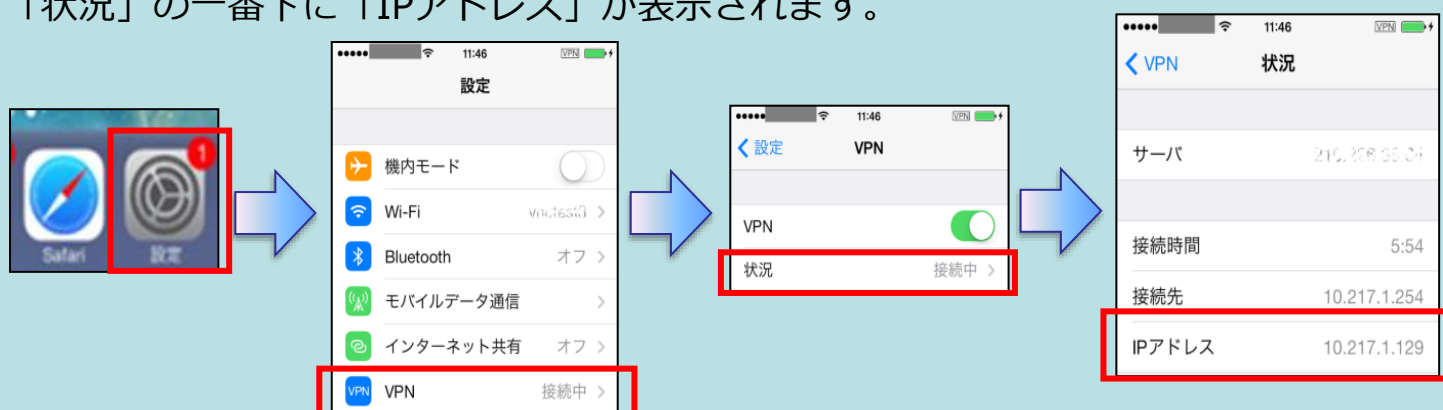 「状況」の一番下に「IPアドレス」が表示されます。
Safari
1
設定
11:46
VPN
設定
機内モード
Wi-Fi
Bluetooth
オフ
モバイルデータ通信
インターネット共有
オフ
VPN
VPN
接続中
11:46
VPN
設定
VPN
VPN
状況
接続中
11:46
VPN
VPN
状況
サーバ
接続時間
5:54
接続先
10.217.1.254
IPアドレス
10.217.1.129